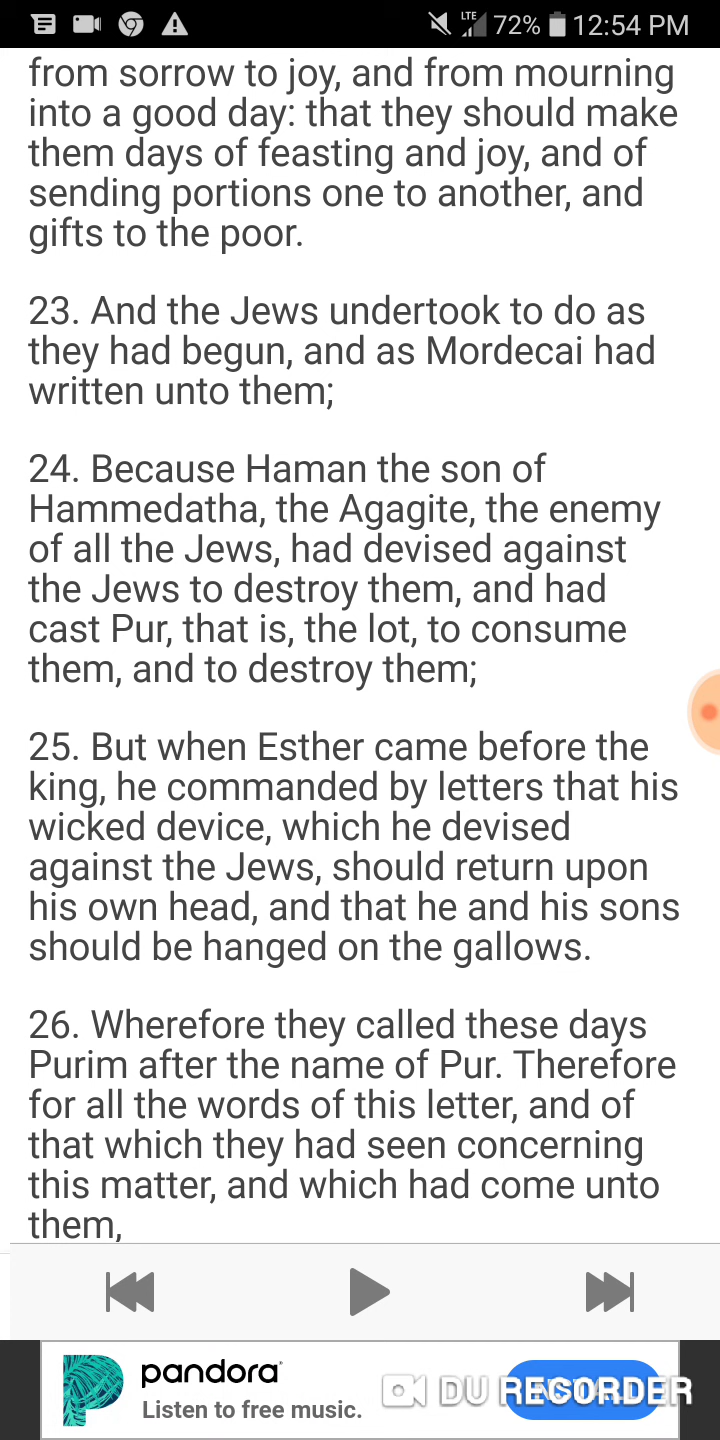 LTE 72% 12:54 PM
from sorrow to joy, and from mourning
into a good day: that they should make
them days of feasting and joy, and of
sending portions one to another, and
gifts to the poor.
23. And the Jews undertook to do as
they had begun, and as Mordecai had
written unto them;
24. Because Haman the son of
Hammedatha, the Agagite, the enemy
of all the Jews, had devised against
the Jews to destroy them, and had
cast Pur, that is, the lot, to consume
them, and to destroy them;
25. But when Esther came before the
king, he commanded by letters that his
wicked device, which he devised
against the Jews, should return upon
his own head, and that he and his sons
should be hanged on the gallows.
26. Wherefore they called these days
Purim after the name of Pur. Therefore
for all the words of this letter, and of
that which they had seen concerning
this matter, and which had come unto
them,
pandora
Listen to free music.
DU RECORDER